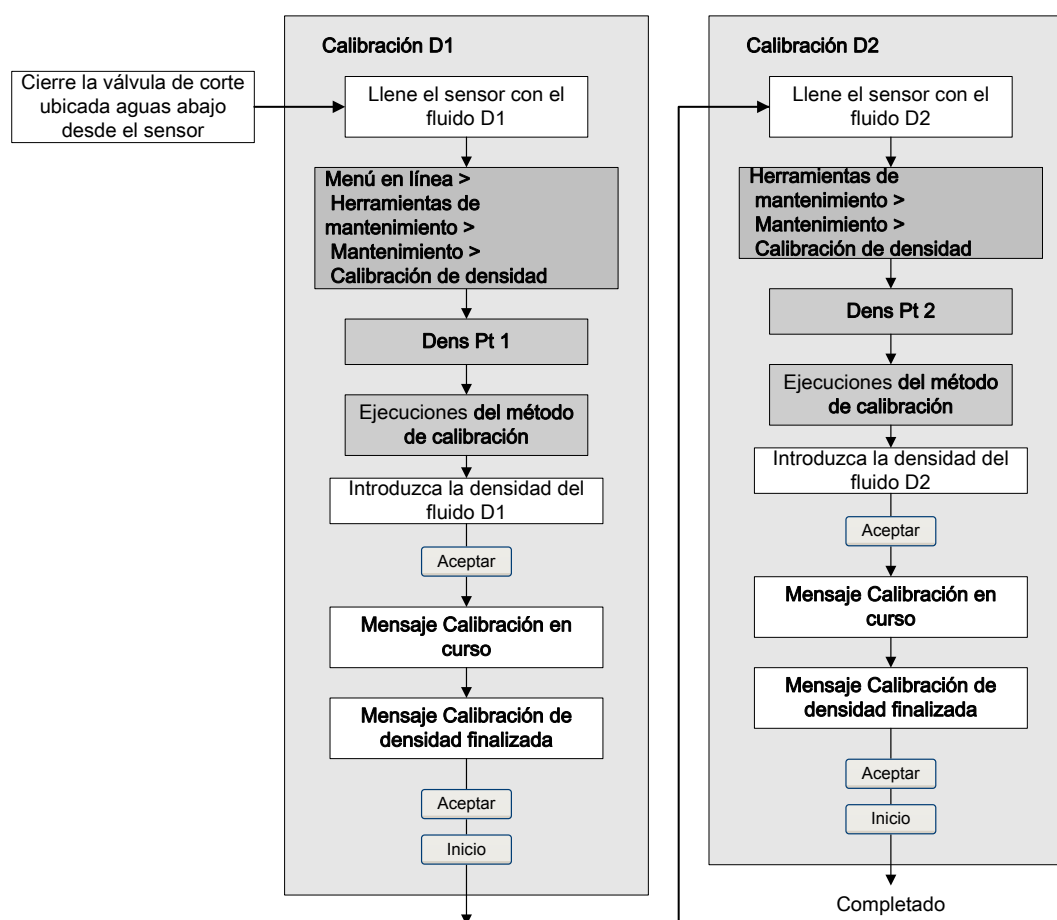 Cierre la válvula de corte
ubicada aguas abajo
desde el sensor
Calibración D1
Llene el sensor con el
fluido D1
Menú en línea >
Herramientas de
mantenimiento >
Mantenimiento >
Calibración de densidad
Dens Pt 1
Ejecuciones del método
de calibración
Introduzca la densidad del
fluido D1
Aceptar
Mensaje Calibración en
curso
Mensaje Calibración de
densidad finalizada
Aceptar
Inicio
Calibración D2
Llene el sensor con el
fluido D2
Herramientas de
mantenimiento >
Mantenimiento >
Calibración de densidad
Dens Pt 2
Ejecuciones del método
de calibración
Introduzca la densidad del
fluido D2
Aceptar
Mensaje Calibración en
curso
Mensaje Calibración de
densidad finalizada
Aceptar
Inicio
Completado